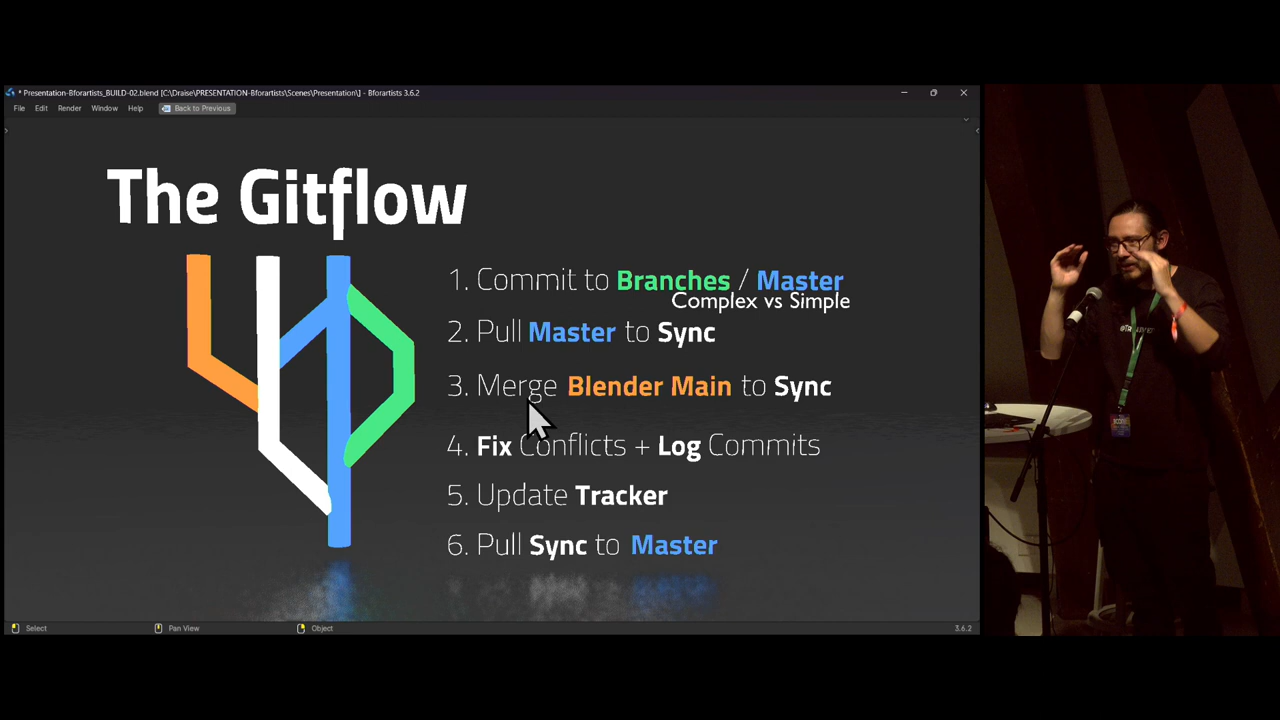 * Presentation-Bforartists_BUILD-02.blend [C:\Draise\PRESENTATION-Bforartists\Scenes\Presentation\] - Bforartists 3.6.2
File Edit Render Window Help Back to Previous
The Gitflow
1. Commit to Branches / Master
Complex vs Simple
2. Pull Master to Sync
3. Merge Blender Main to Sync
4. Fix Conflicts + Log Commits
5. Update Tracker
6. Pull Sync to Master
Select Pan View Object 3.6.2